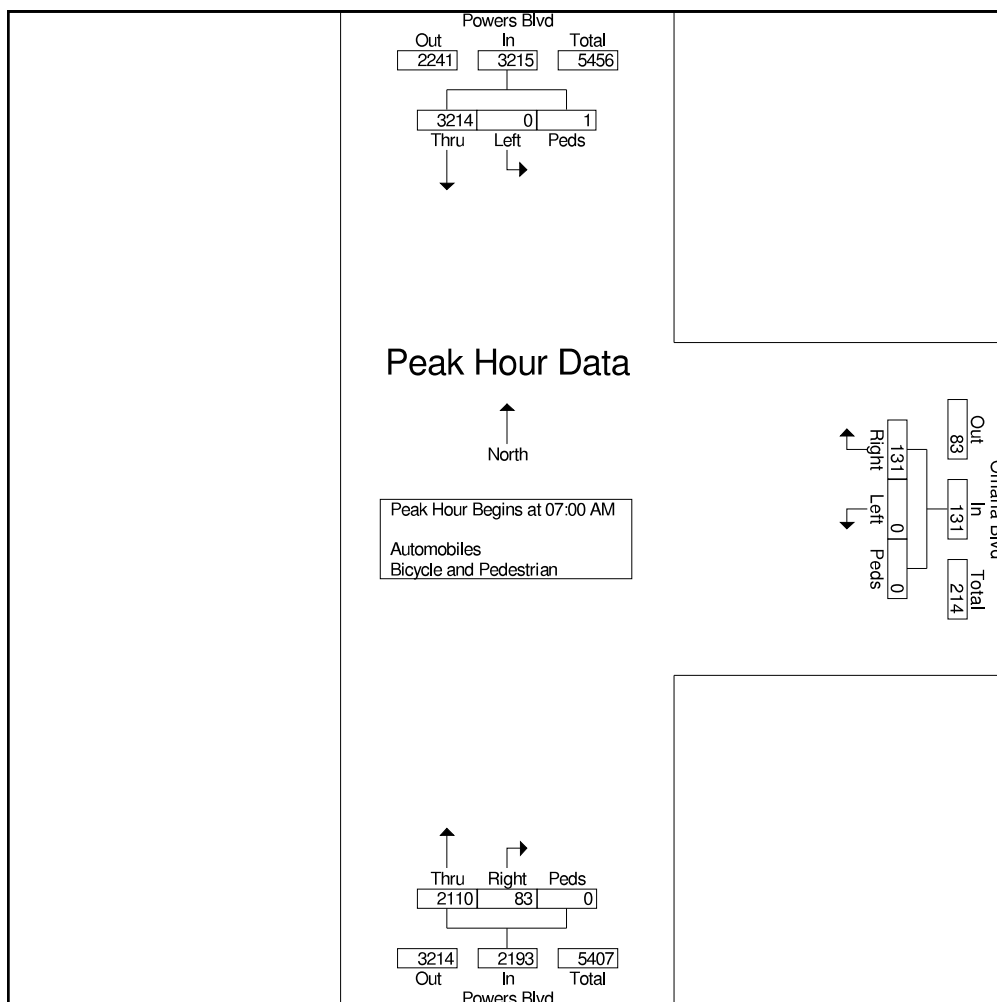 Powers Blvd
Out In Total
2241 3215 5456
3214 0 1
Thru Left Peds
Peak Hour Data
North
Peak Hour Begins at 07:00 AM
Automobiles
Bicycle and Pedestrian
Omaha Blvd
Out In Total
83 131 214
131 0 0
Right Left Peds
Thru Right Peds
2110 83 0
3214 2193 5407
Out In Total
Powers Blvd